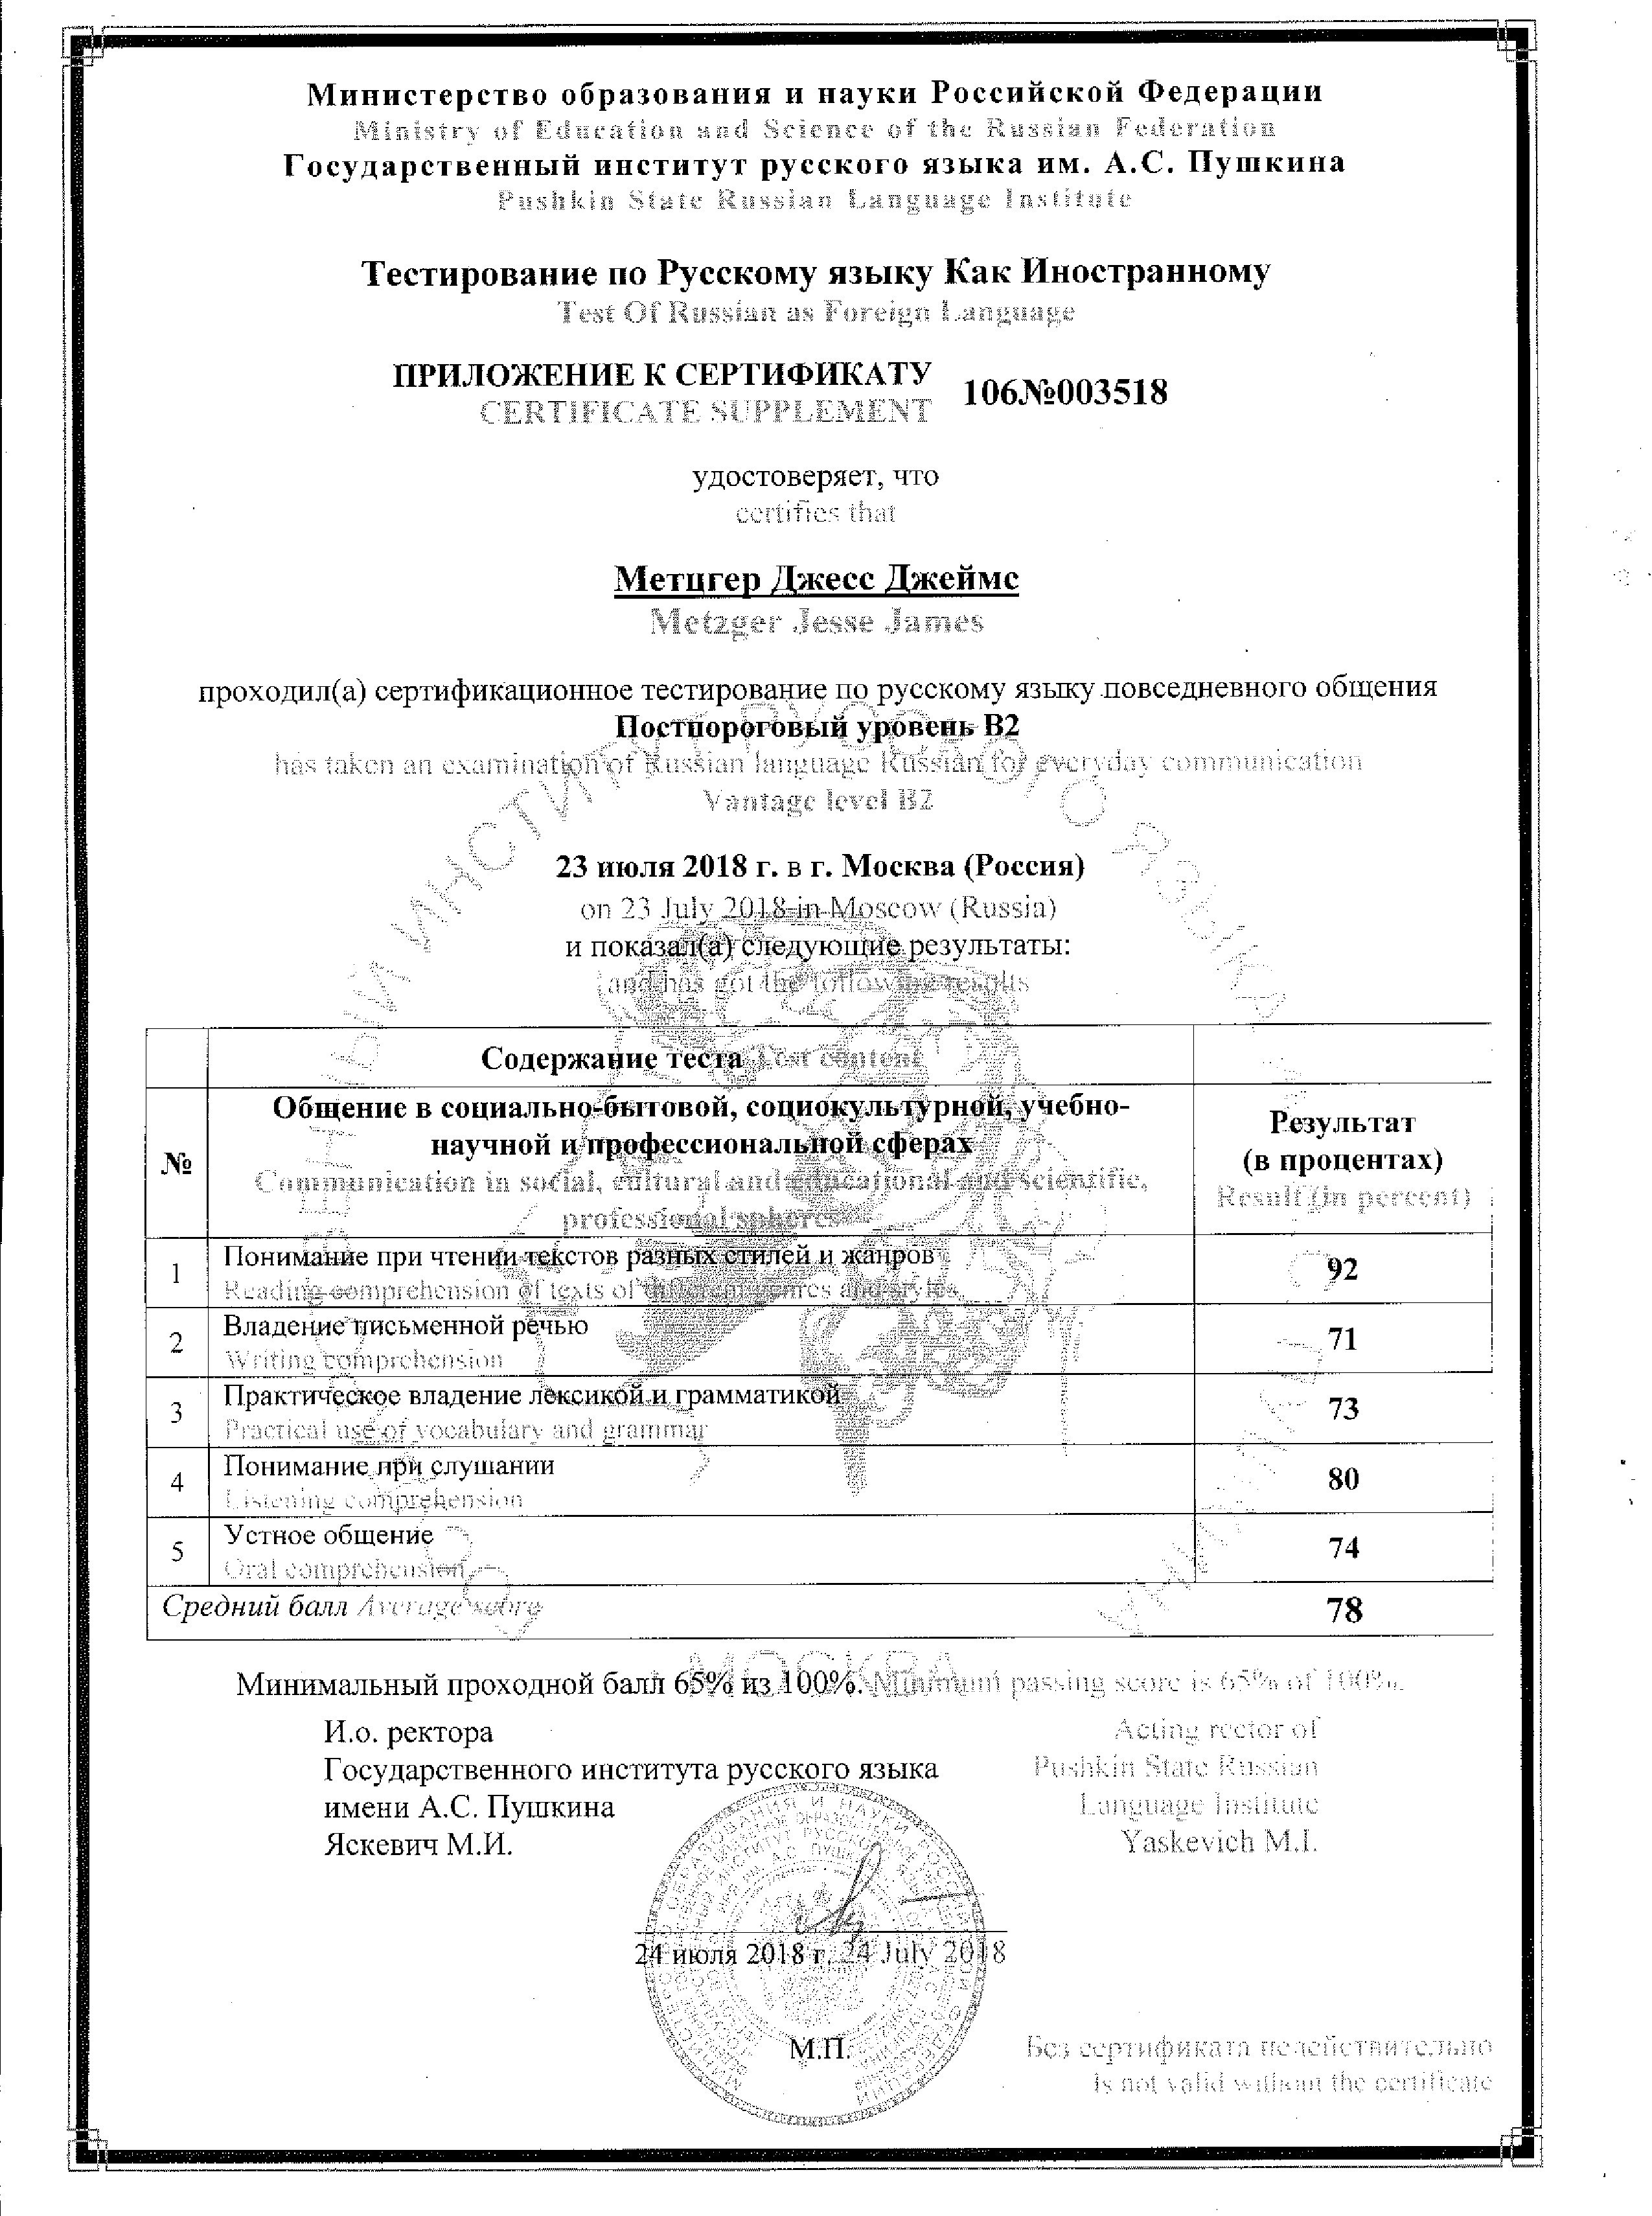 Министерство образования и науки Российской Федерации
Ministry of Education and Science of the Russian Federation
Государственный институт русского языка им. А.С. Пушкина
Pushkin State Russian Language Institute
Тестирование по Русскому языку Как Иностранному
Test Of Russian as Foreign Language
ПРИЛОЖЕНИЕ К СЕРТИФИКАТУ 106№003518
CERTIFICATE SUPPLEMENT
удостоверяет, что
certifies that
Метцгер Джесс Джеймс
Metzger Jesse James
проходил(а) сертификационное тестирование по русскому языку повседневного общения
Постпороговый уровень В2
has taken an examination of Russian language Russian for everyday communication
Vantage level B2
23 июля 2018 г. в г. Москва (Россия)
on 23 July 2018 in Moscow (Russia)
и показал(а) следующие результаты:
and has got the following results
Содержание теста Test content
№
Общение в социально-бытовой, социокультурной, учебно-
научной и профессиональной сферах
Communication in social, cultural and educational and scientific,
professional spheres
Результат
(в процентах)
Result (in percent)
1
Понимание при чтении текстов разных стилей и жанров
Reading comprehension of texts of different genres and styles
92
2
Владение письменной речью
Writing comprehension
71
3
Практическое владение лексикой и грамматикой
Practical use of vocabulary and grammar
73
4
Понимание при слушании
Listening comprehension
80
5
Устное общение
Oral comprehension
74
Средний балл Average score
78
МОСКВА
Минимальный проходной балл 65% из 100%. Minimum passing score is 65% of 100%.
И.о. ректора
Государственного института русского языка
имени А.С. Пушкина
Яскевич М.И.
Acting rector of
Pushkin State Russian
Language Institute
Yaskevich M.I.
24 июля 2018 г. 24 July 2018
М.П.
Без сертификата недействительно
Is not valid without the certificate